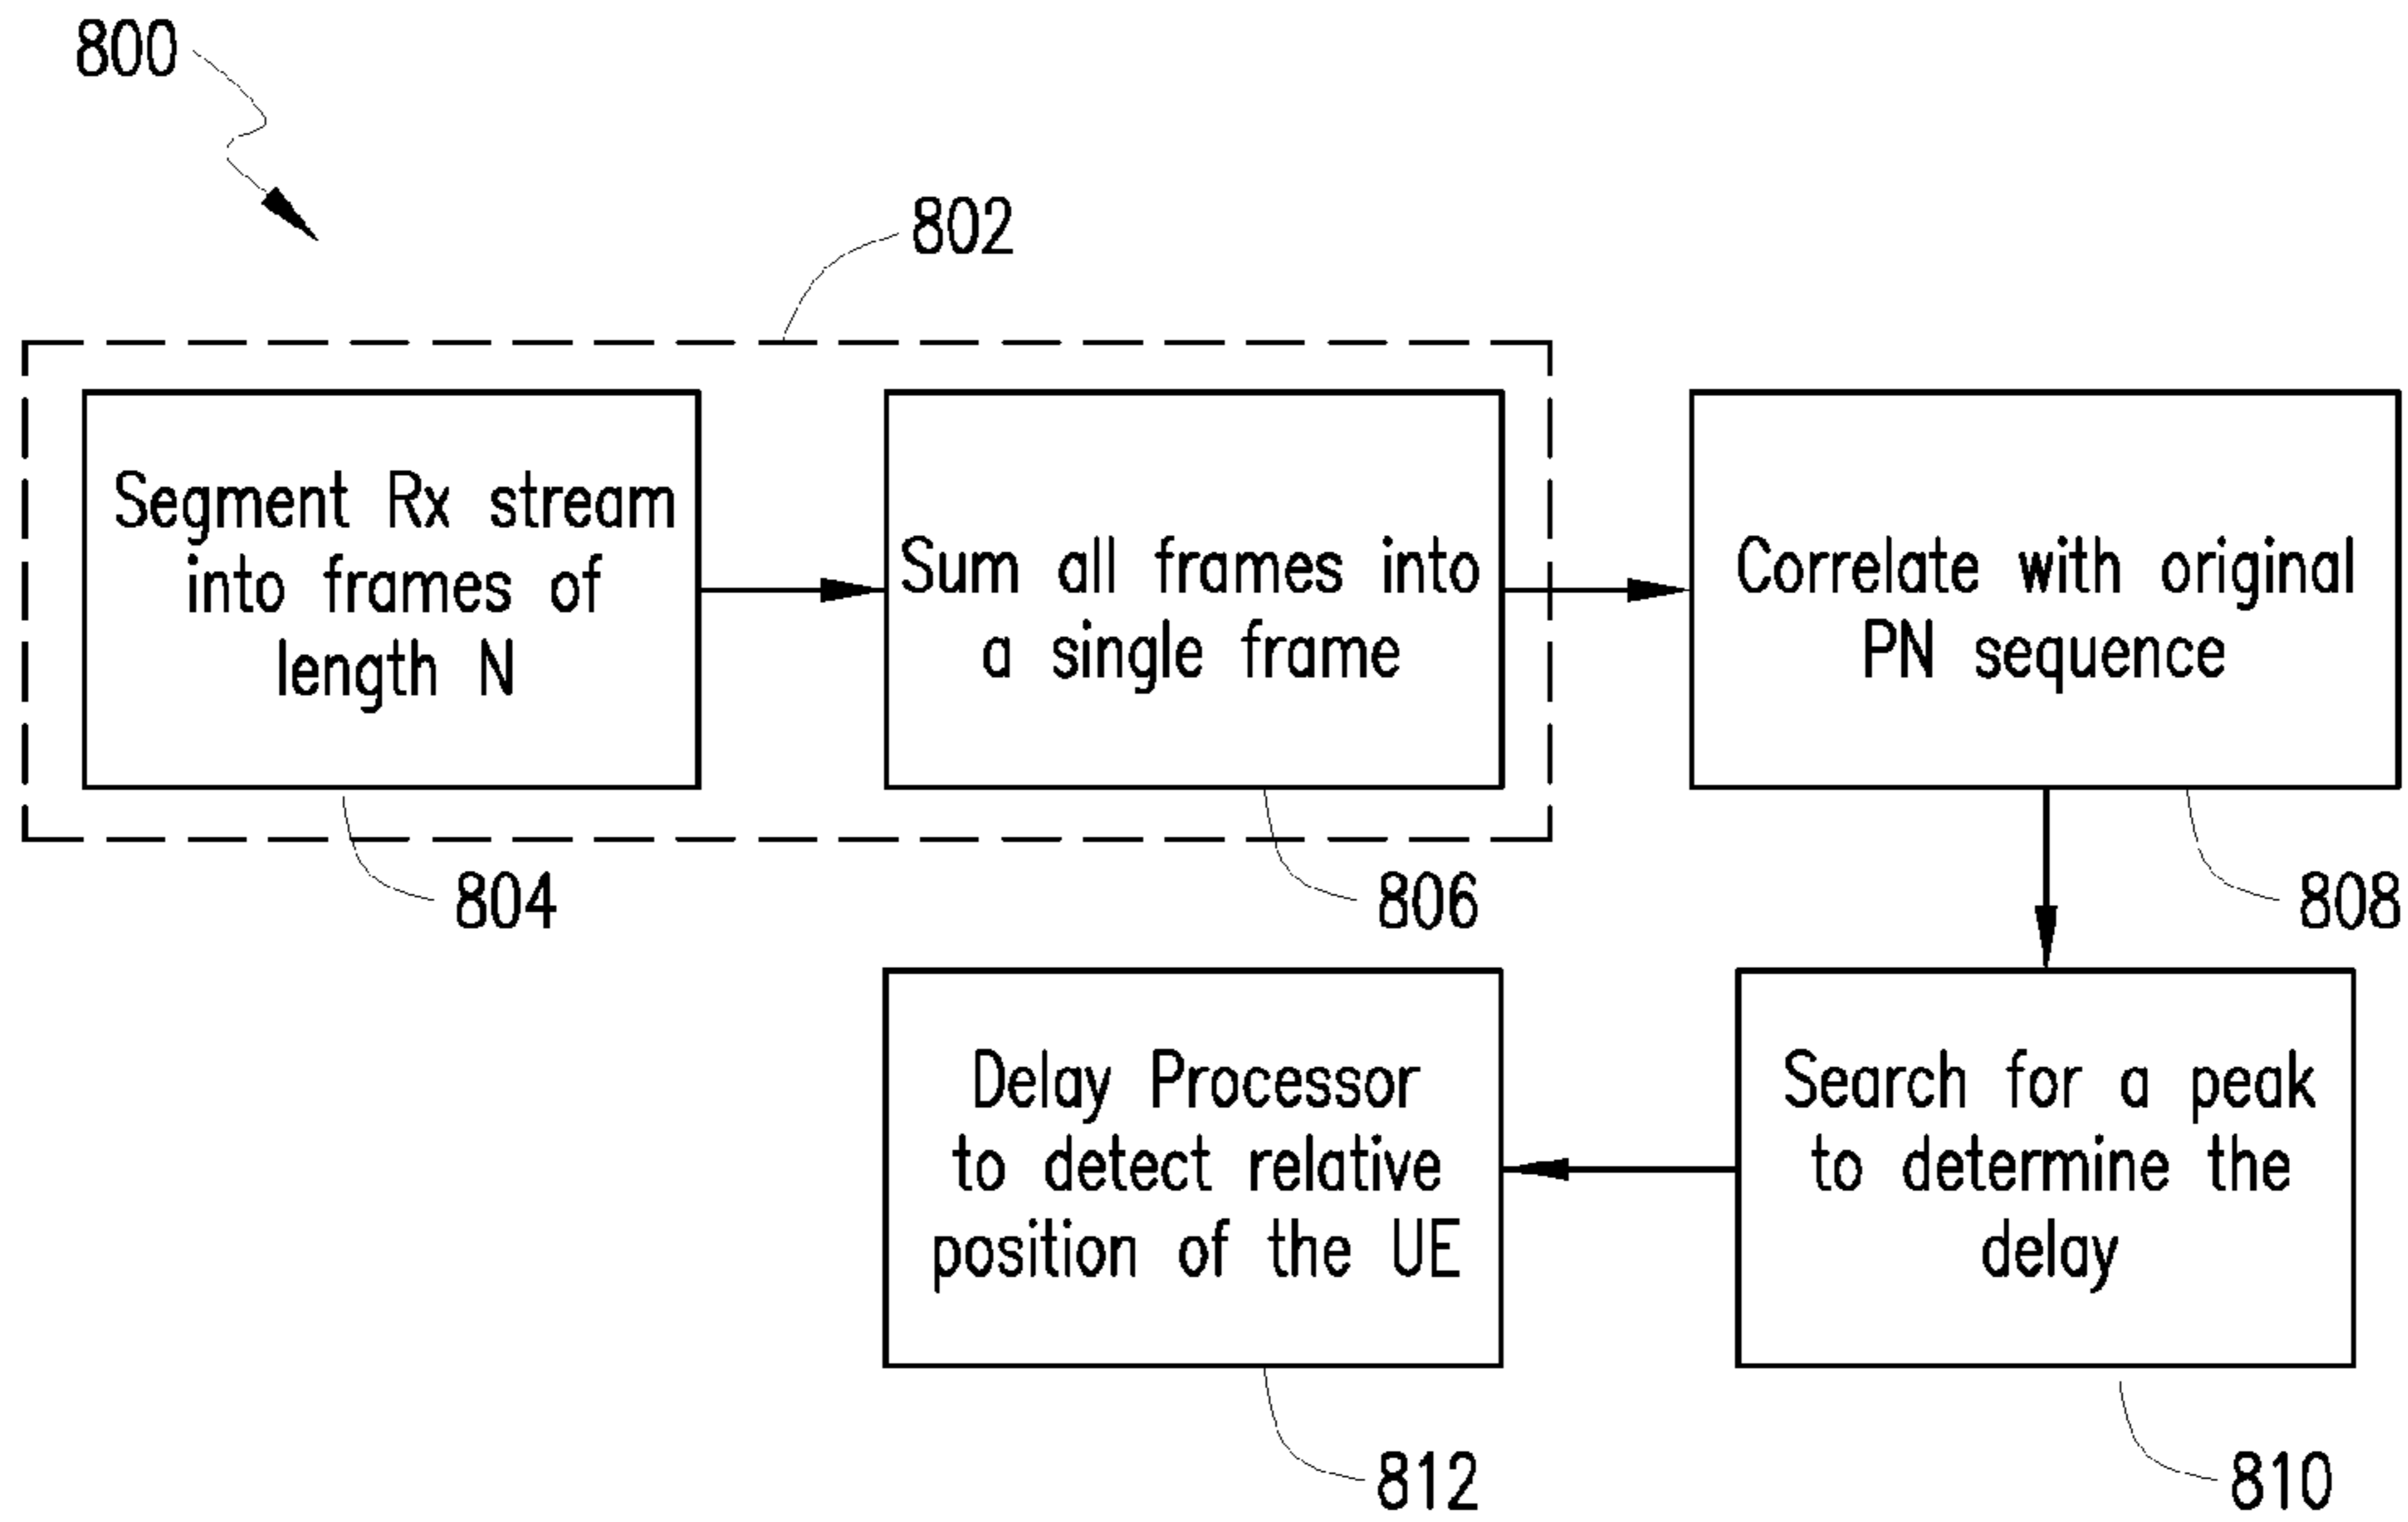 800
802
Segment Rx stream
into frames of
length N
Sum all frames into
a single frame
Correlate with original
PN sequence
804
806
808
Delay Processor
to detect relative
position of the UE
Search for a peak
to determine the
delay
812
810